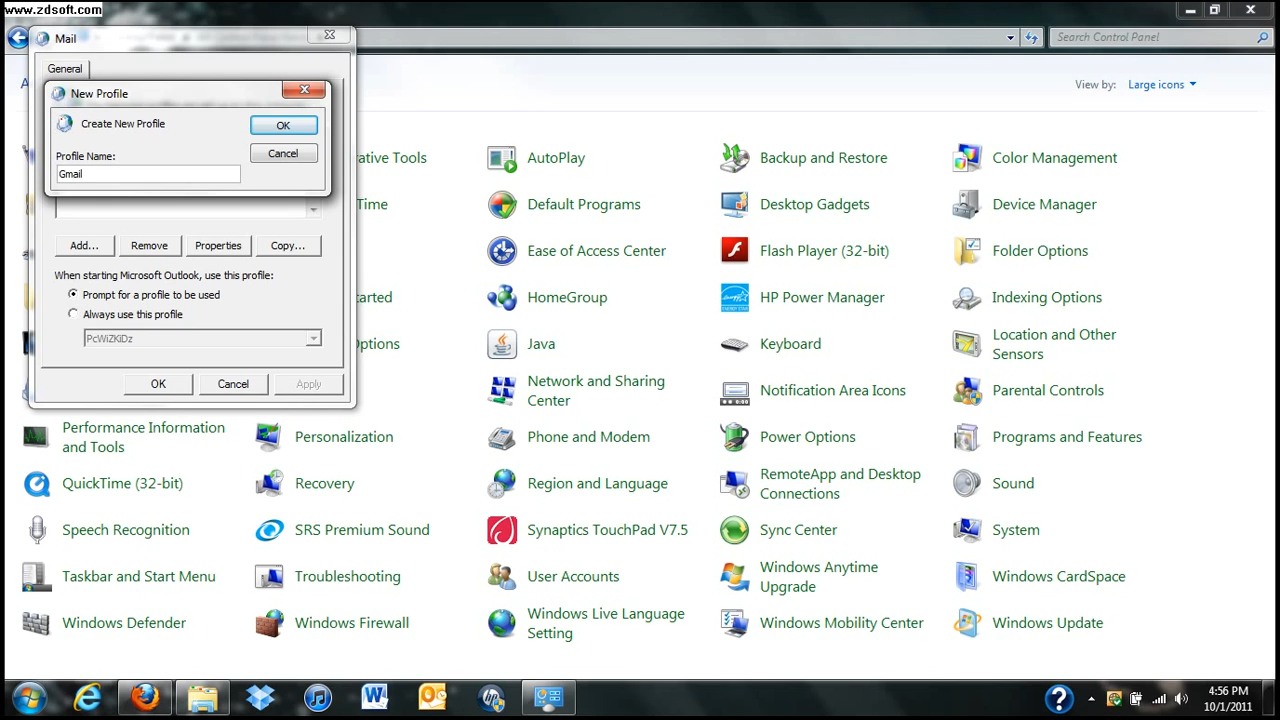 www.zdsoft.com
Mail
Search Control Panel
General
View by: Large icons
New Profile
Create New Profile
OK
Profile Name:
Cancel
Gmail
Add...
Remove
Properties
Copy...
When starting Microsoft Outlook, use this profile:
Prompt for a profile to be used
Always use this profile
PcWiZKiDz
OK
Cancel
Apply
AutoPlay
Backup and Restore
Color Management
Time
Default Programs
Desktop Gadgets
Device Manager
Ease of Access Center
Flash Player (32-bit)
Folder Options
HomeGroup
HP Power Manager
Indexing Options
Java
Keyboard
Location and Other
Sensors
Network and Sharing
Center
Notification Area Icons
Parental Controls
Performance Information
and Tools
Personalization
Phone and Modem
Power Options
Programs and Features
QuickTime (32-bit)
Recovery
Region and Language
RemoteApp and Desktop
Connections
Sound
Speech Recognition
SRS Premium Sound
Synaptics TouchPad V7.5
Sync Center
System
Taskbar and Start Menu
Troubleshooting
User Accounts
Windows Anytime
Upgrade
Windows CardSpace
Windows Defender
Windows Firewall
Windows Live Language
Setting
Windows Mobility Center
Windows Update
4:56 PM
10/1/2011